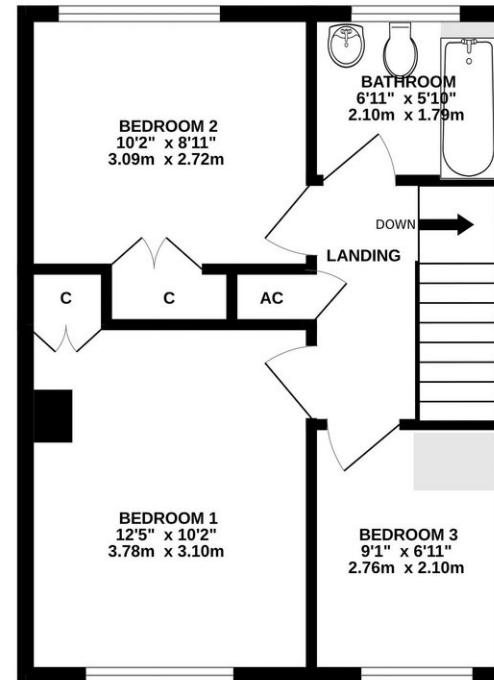 BATHROOM
6'11" x 5'10"
2.10m x 1.79m
BEDROOM 2
10'2" x 8'11"
3.09m x 2.72m
DOWN
LANDING
C
C
AC
BEDROOM 1
12'5" x 10'2"
3.78m x 3.10m
BEDROOM 3
9'1" x 6'11"
2.76m x 2.10m